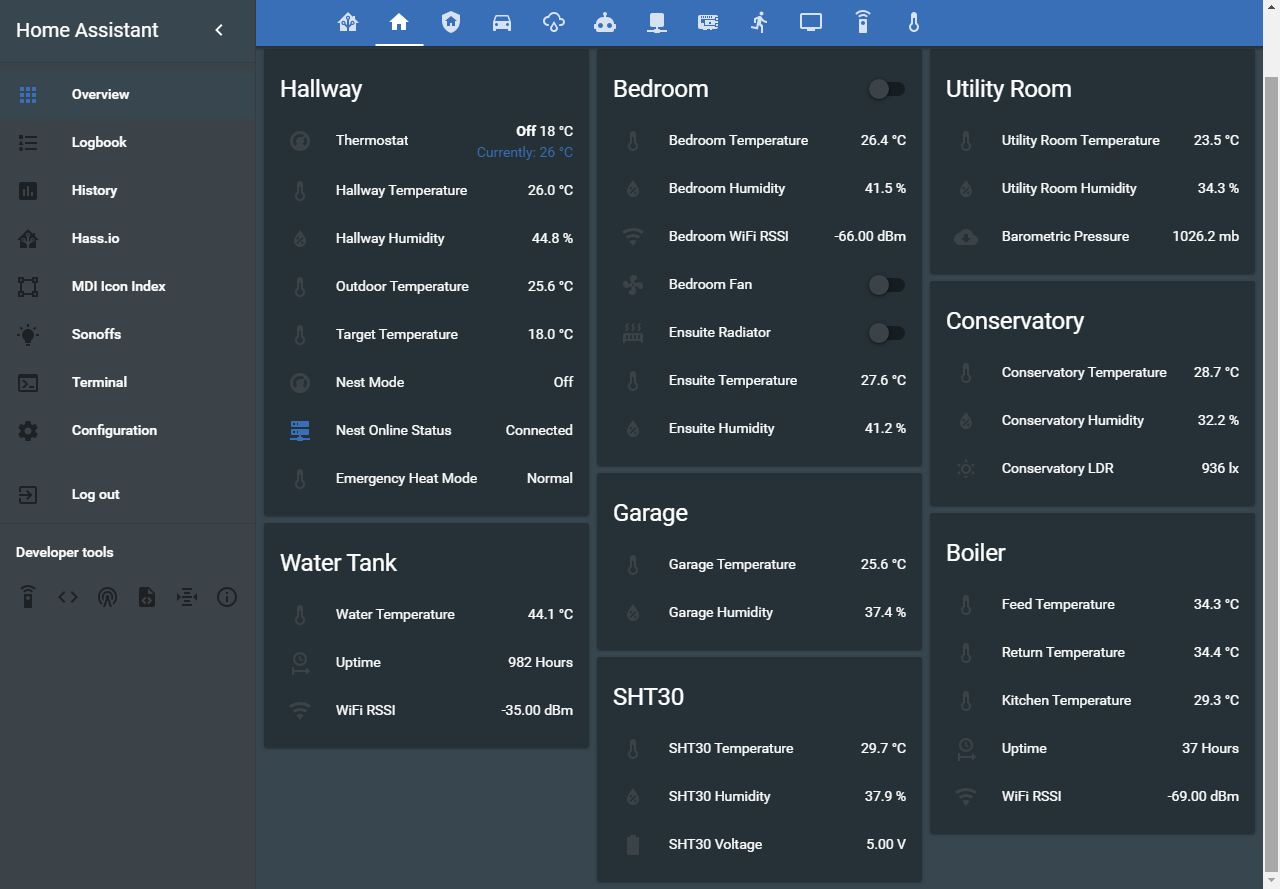 Home Assistant
Overview
Logbook
History
Hass.io
MDI Icon Index
Sonoffs
Terminal
Configuration
Log out
Developer tools
Hallway
Thermostat Off 18 °C
Currently: 26 °C
Hallway Temperature 26.0 °C
Hallway Humidity 44.8 %
Outdoor Temperature 25.6 °C
Target Temperature 18.0 °C
Nest Mode Off
Nest Online Status Connected
Emergency Heat Mode Normal
Water Tank
Water Temperature 44.1 °C
Uptime 982 Hours
WiFi RSSI -35.00 dBm
Bedroom
Bedroom Temperature 26.4 °C
Bedroom Humidity 41.5 %
Bedroom WiFi RSSI -66.00 dBm
Bedroom Fan
Ensuite Radiator
Ensuite Temperature 27.6 °C
Ensuite Humidity 41.2 %
Garage
Garage Temperature 25.6 °C
Garage Humidity 37.4 %
SHT30
SHT30 Temperature 29.7 °C
SHT30 Humidity 37.9 %
SHT30 Voltage 5.00 V
Utility Room
Utility Room Temperature 23.5 °C
Utility Room Humidity 34.3 %
Barometric Pressure 1026.2 mb
Conservatory
Conservatory Temperature 28.7 °C
Conservatory Humidity 32.2 %
Conservatory LDR 936 lx
Boiler
Feed Temperature 34.3 °C
Return Temperature 34.4 °C
Kitchen Temperature 29.3 °C
Uptime 37 Hours
WiFi RSSI -69.00 dBm